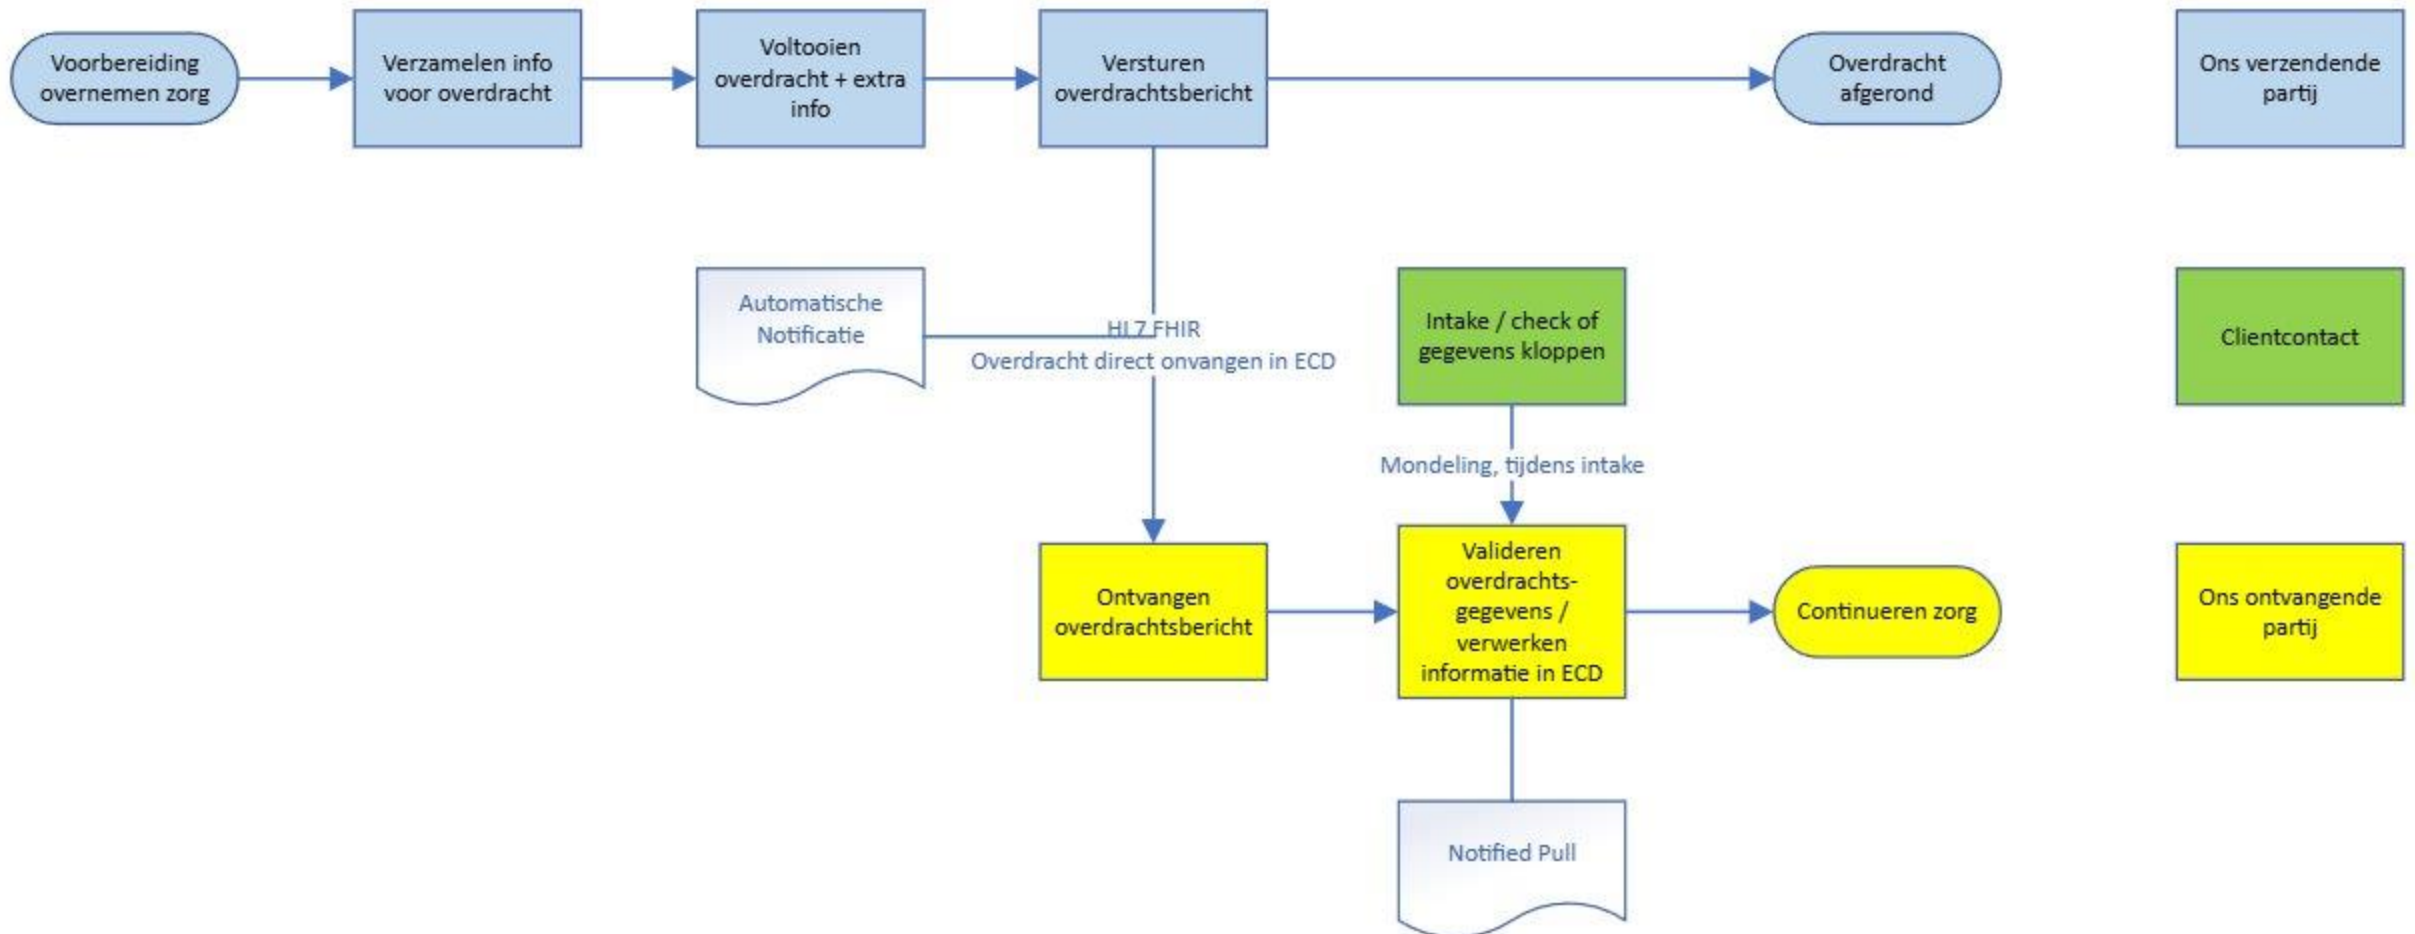 Voorbereiding
overnemen zorg
Verzamelen info
voor overdracht
Voltooien
overdracht + extra
info
Versturen
overdrachtsbericht
Overdracht
afgerond
Ons verzendende
partij
Automatische
Notificatie
HL7 FHIR
Overdracht direct onvangen in ECD
Intake / check of
gegevens kloppen
Clientcontact
Mondeling, tijdens intake
Ontvangen
overdrachtsbericht
Valideren
overdrachts-
gegevens /
verwerken
informatie in ECD
Continueren zorg
Ons ontvangende
partij
Notified Pull